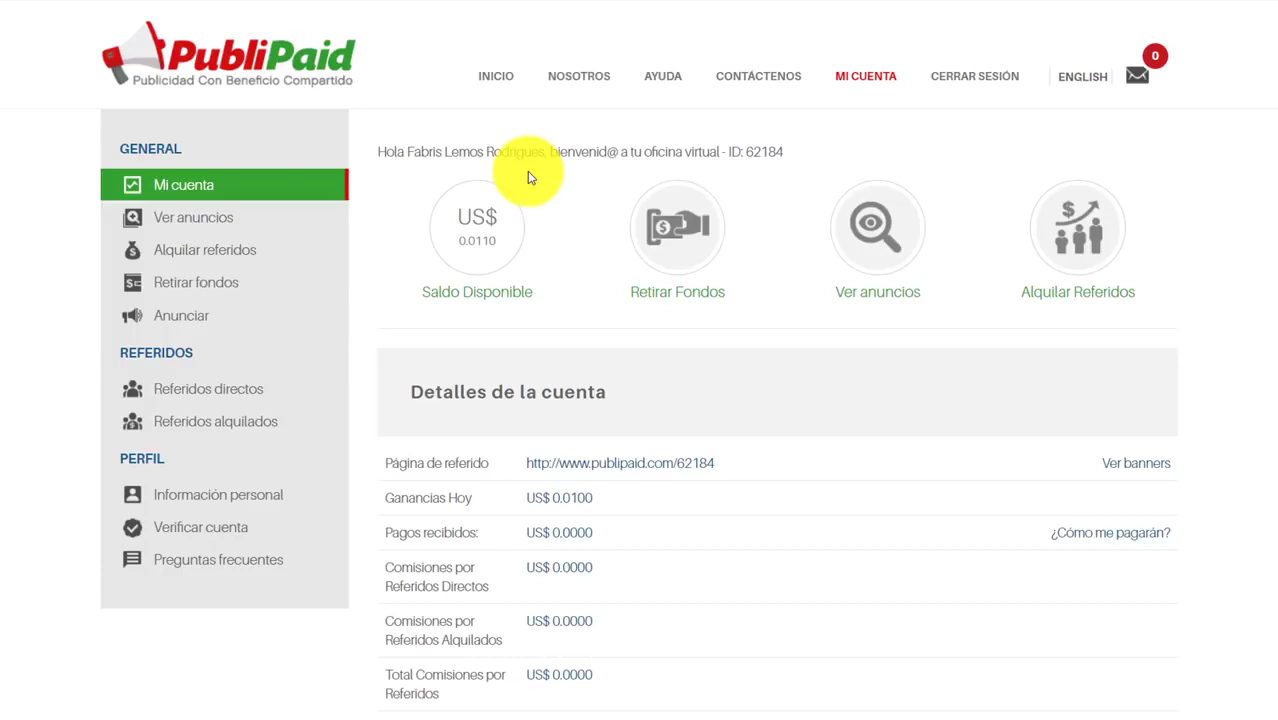 PubliPaid
Publicidad Con Beneficio Compartido
INICIO NOSOTROS AYUDA CONTÁCTENOS MI CUENTA CERRAR SESIÓN ENGLISH 0
GENERAL
Mi cuenta
Ver anuncios
Alquilar referidos
Retirar fondos
Anunciar
REFERIDOS
Referidos directos
Referidos alquilados
PERFIL
Información personal
Verificar cuenta
Preguntas frecuentes
Hola Fabris Lemos Rodrigues, bienvenid@ a tu oficina virtual - ID: 62184
US$
0.0110
Saldo Disponible
Retirar Fondos
Ver anuncios
Alquilar Referidos
Detalles de la cuenta
Página de referido http://www.publipaid.com/62184 Ver banners
Ganancias Hoy US$ 0.0100
Pagos recibidos: US$ 0.0000 ¿Cómo me pagarán?
Comisiones por US$ 0.0000
Referidos Directos
Comisiones por US$ 0.0000
Referidos Alquilados
Total Comisiones por US$ 0.0000
Referidos